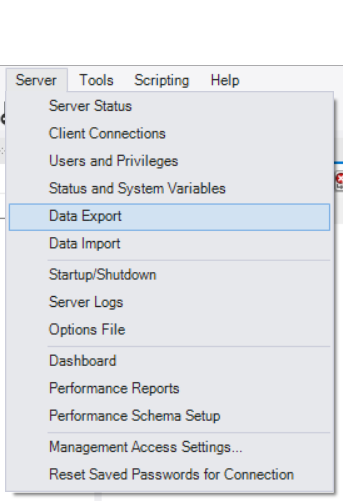 Server Tools Scripting Help
Server Status
Client Connections
Users and Privileges
Status and System Variables
Data Export
Data Import
Startup/Shutdown
Server Logs
Options File
Dashboard
Performance Reports
Performance Schema Setup
Management Access Settings...
Reset Saved Passwords for Connection